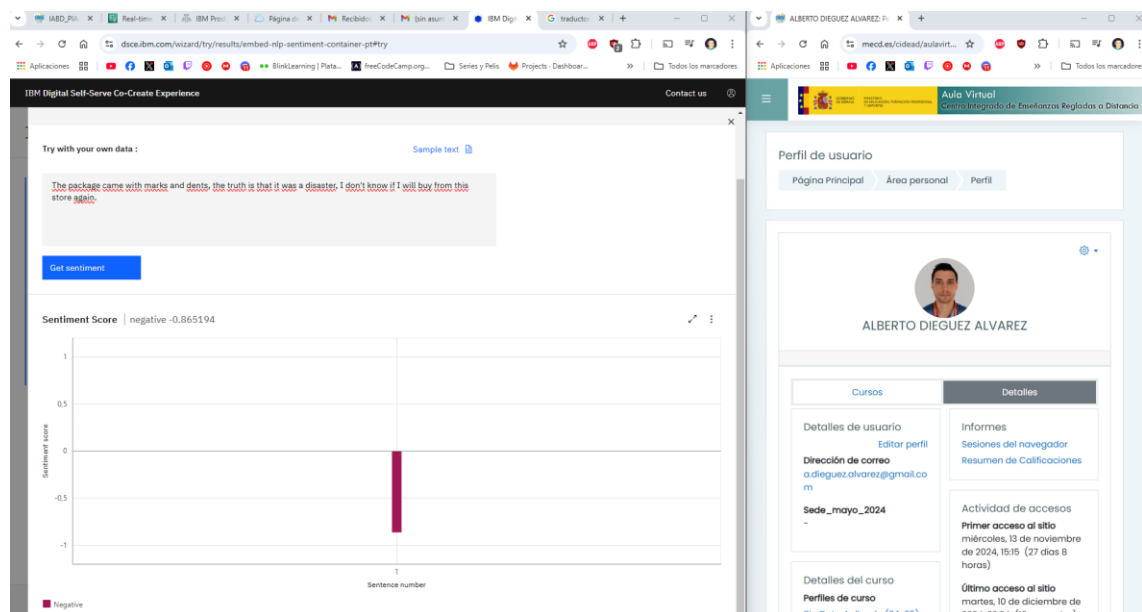 IABD_PIA
Real-time
IBM Prod
Página de
M Recibidos
M (sin asun
IBM Digit
G traductor
dsce.ibm.com/wizard/try/results/embed-nlp-sentiment-container-pt#try
Aplicaciones
BlinkLearning | Plata...
freeCodeCamp.org...
Series y Pelis
Projects · Dashboar...
»
Todos los marcadores
IBM Digital Self-Serve Co-Create Experience
Contact us
Try with your own data :
Sample text
The package came with marks and dents, the truth is that it was a disaster, I don't know if I will buy from this
store again.
Get sentiment
Sentiment Score | negative -0.865194
1
0,5
0
-0,5
-1
Sentiment score
1
Sentence number
Negative
ALBERTO DIEGUEZ ALVAREZ: Pe
mecd.es/cidead/aulavirt...
Aplicaciones
»
Todos los marcadores
Aula Virtual
Centro Integrado de Enseñanzas Regladas a Distancia
Perfil de usuario
Página Principal
Área personal
Perfil
ALBERTO DIEGUEZ ALVAREZ
Cursos
Detalles
Detalles de usuario
Editar perfil
Dirección de correo
a.dieguez.alvarez@gmail.co
m
Sede_mayo_2024
-
Detalles del curso
Perfiles de curso
Informes
Sesiones del navegador
Resumen de Calificaciones
Actividad de accesos
Primer acceso al sitio
miércoles, 13 de noviembre
de 2024, 15:15 (27 días 8
horas)
Último acceso al sitio
martes, 10 de diciembre de